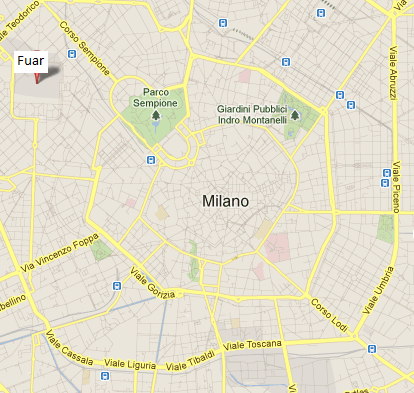 Viale Teodorico
Corso Sempione
Fuar
Parco
Sempione
Giardini Pubblici
Indro Montanelli
Viale Abruzzi
Viale Piceno
Milano
Via Vincenzo Foppa
Viale Gorizia
Viale Umbria
Corso Lodi
Viale Cassala
Viale Liguria
Viale Tibaldi
Viale Toscana